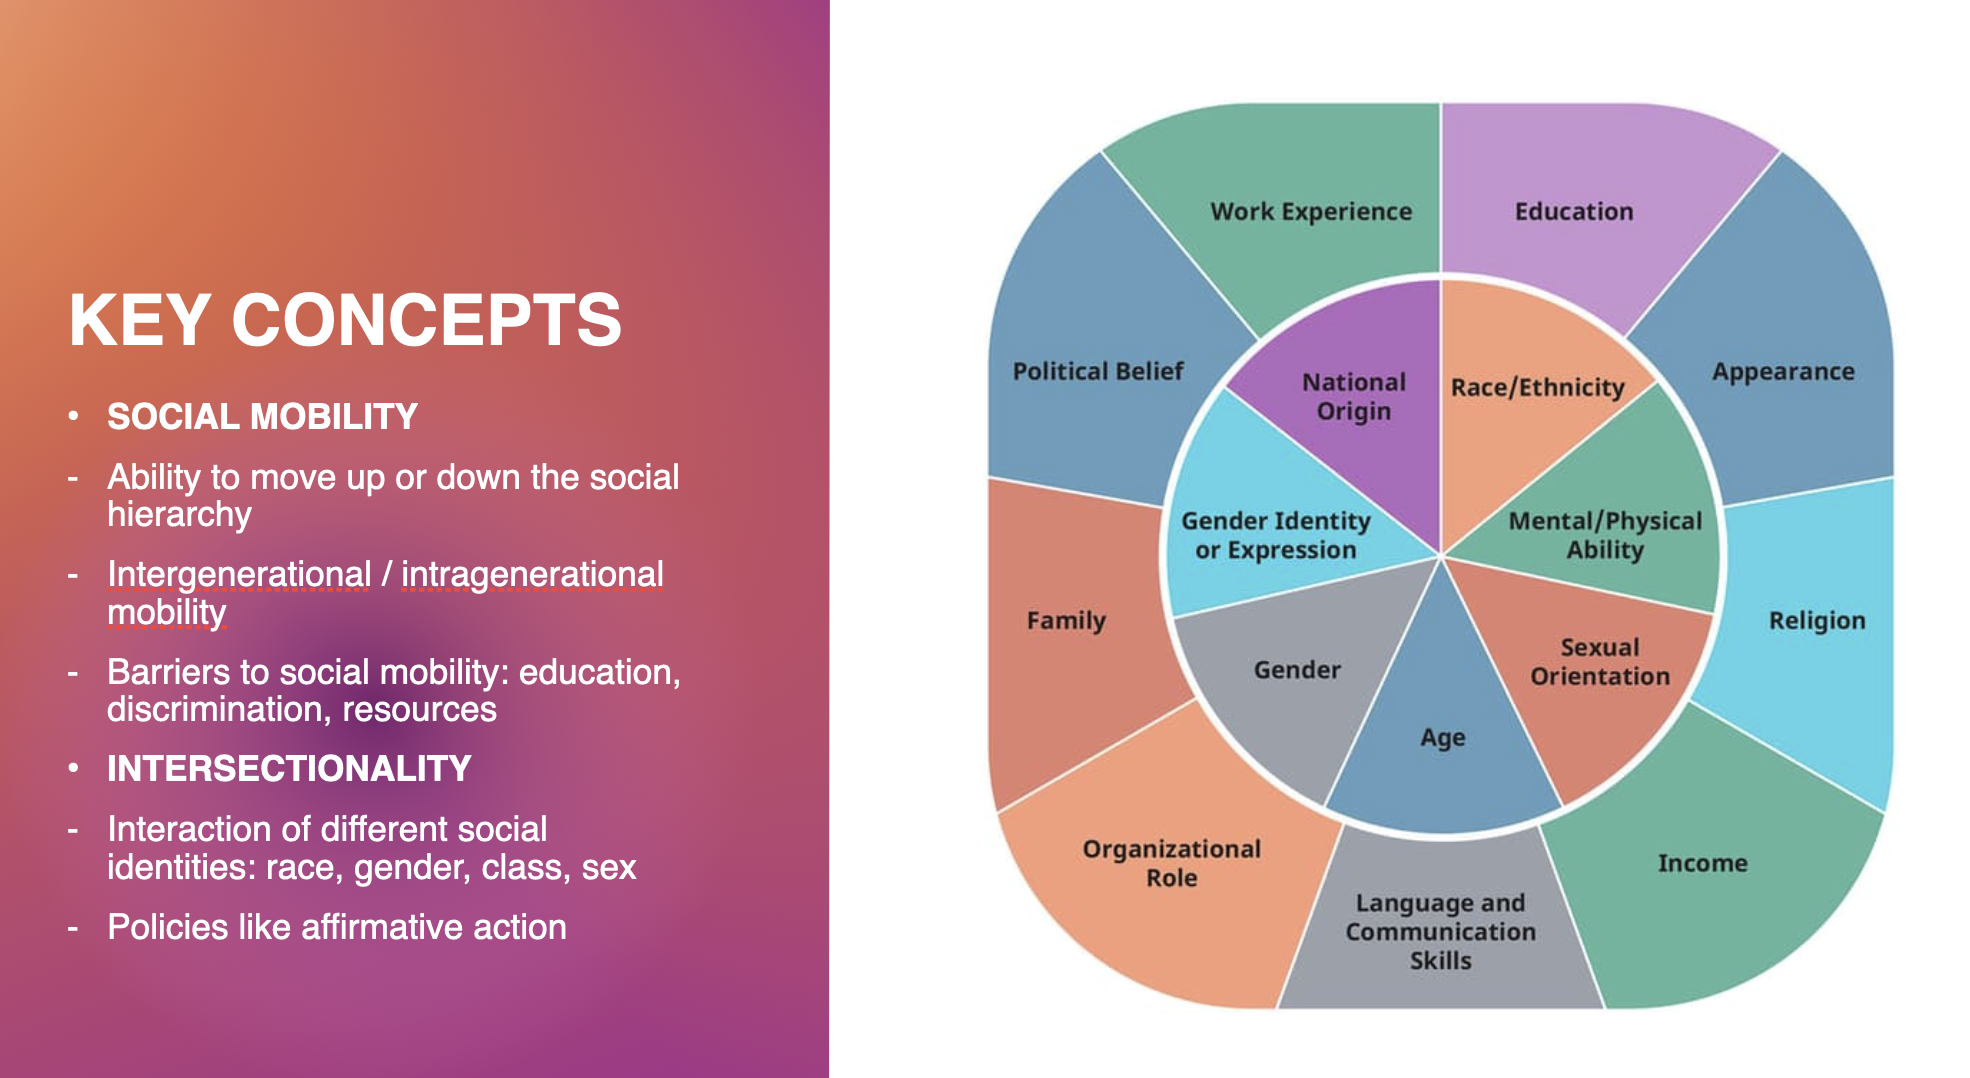 KEY CONCEPTS
• SOCIAL MOBILITY
- Ability to move up or down the social
hierarchy
- Intergenerational / intragenerational
mobility
- Barriers to social mobility: education,
discrimination, resources
• INTERSECTIONALITY
- Interaction of different social
identities: race, gender, class, sex
- Policies like affirmative action
Work Experience
Education
Appearance
Religion
Income
Language and
Communication
Skills
Organizational
Role
Family
Political Belief
National
Origin
Race/Ethnicity
Mental/Physical
Ability
Sexual
Orientation
Age
Gender
Gender Identity
or Expression